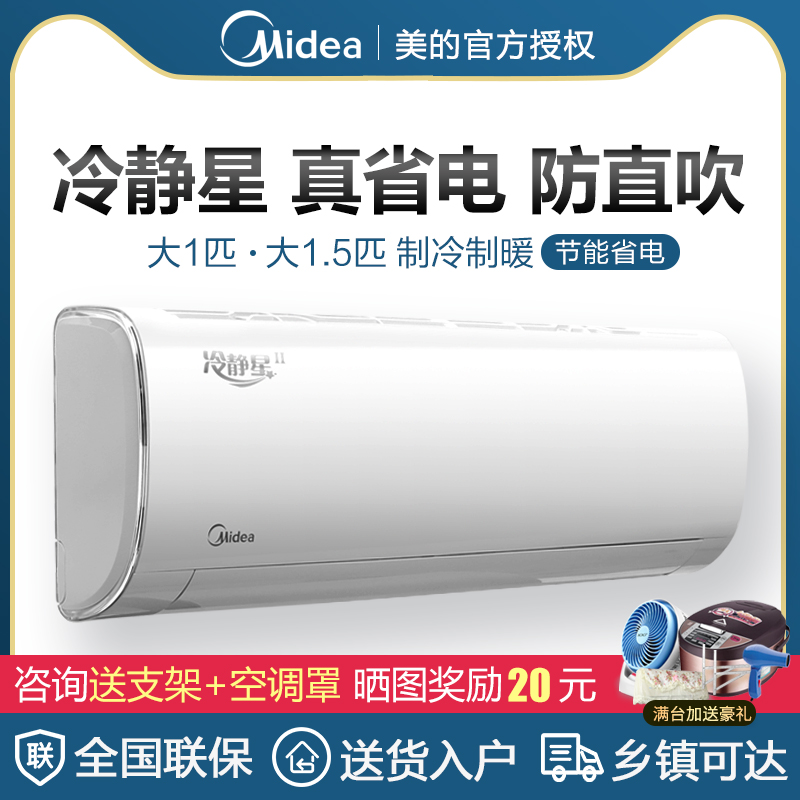 Midea | 美的官方授权
冷静星 真省电 防直吹
大1匹·大1.5匹 制冷制暖 节能省电
冷静星II
Midea
咨询送支架+空调罩 晒图奖励20元
满台加送豪礼
联 全国联保 送货入户 乡镇可达